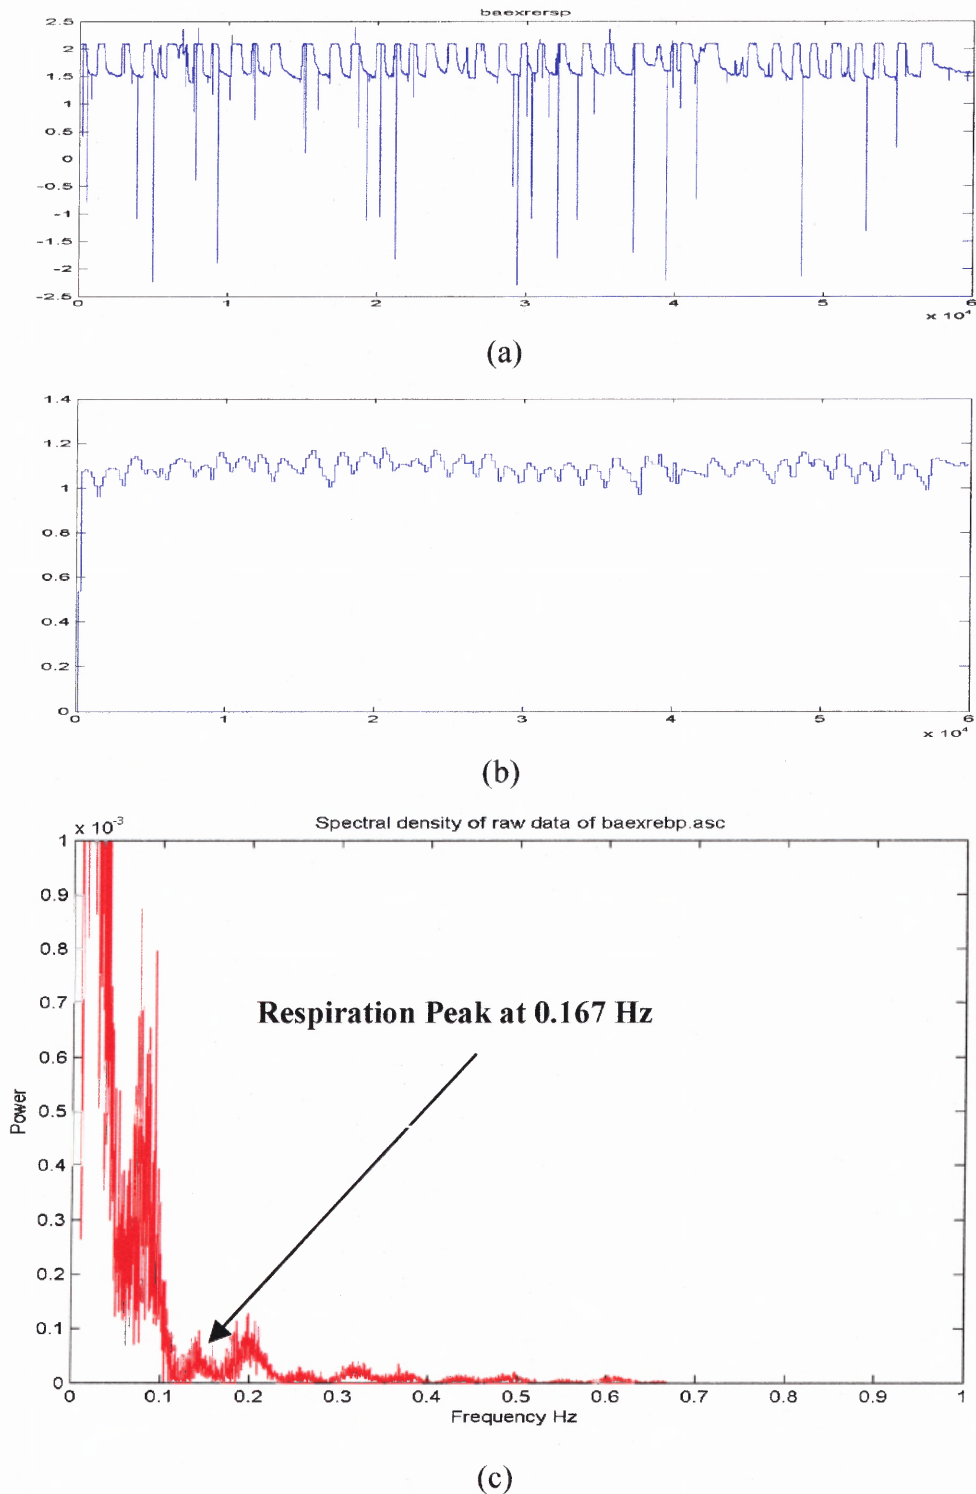 baexrersp
2.5
2
1.5
1
0.5
0
-0.5
-1
-1.5
-2
-2.5
0 1 2 3 4 5 6
x 10^4
(a)
1.4
1.2
1
0.8
0.6
0.4
0.2
0
0 1 2 3 4 5 6
x 10^4
(b)
x 10^-3
Spectral density of raw data of baexrebp.asc
1
0.9
0.8
0.7
0.6
0.5
0.4
0.3
0.2
0.1
0
Power
Respiration Peak at 0.167 Hz
0 0.1 0.2 0.3 0.4 0.5 0.6 0.7 0.8 0.9 1
Frequency Hz
(c)